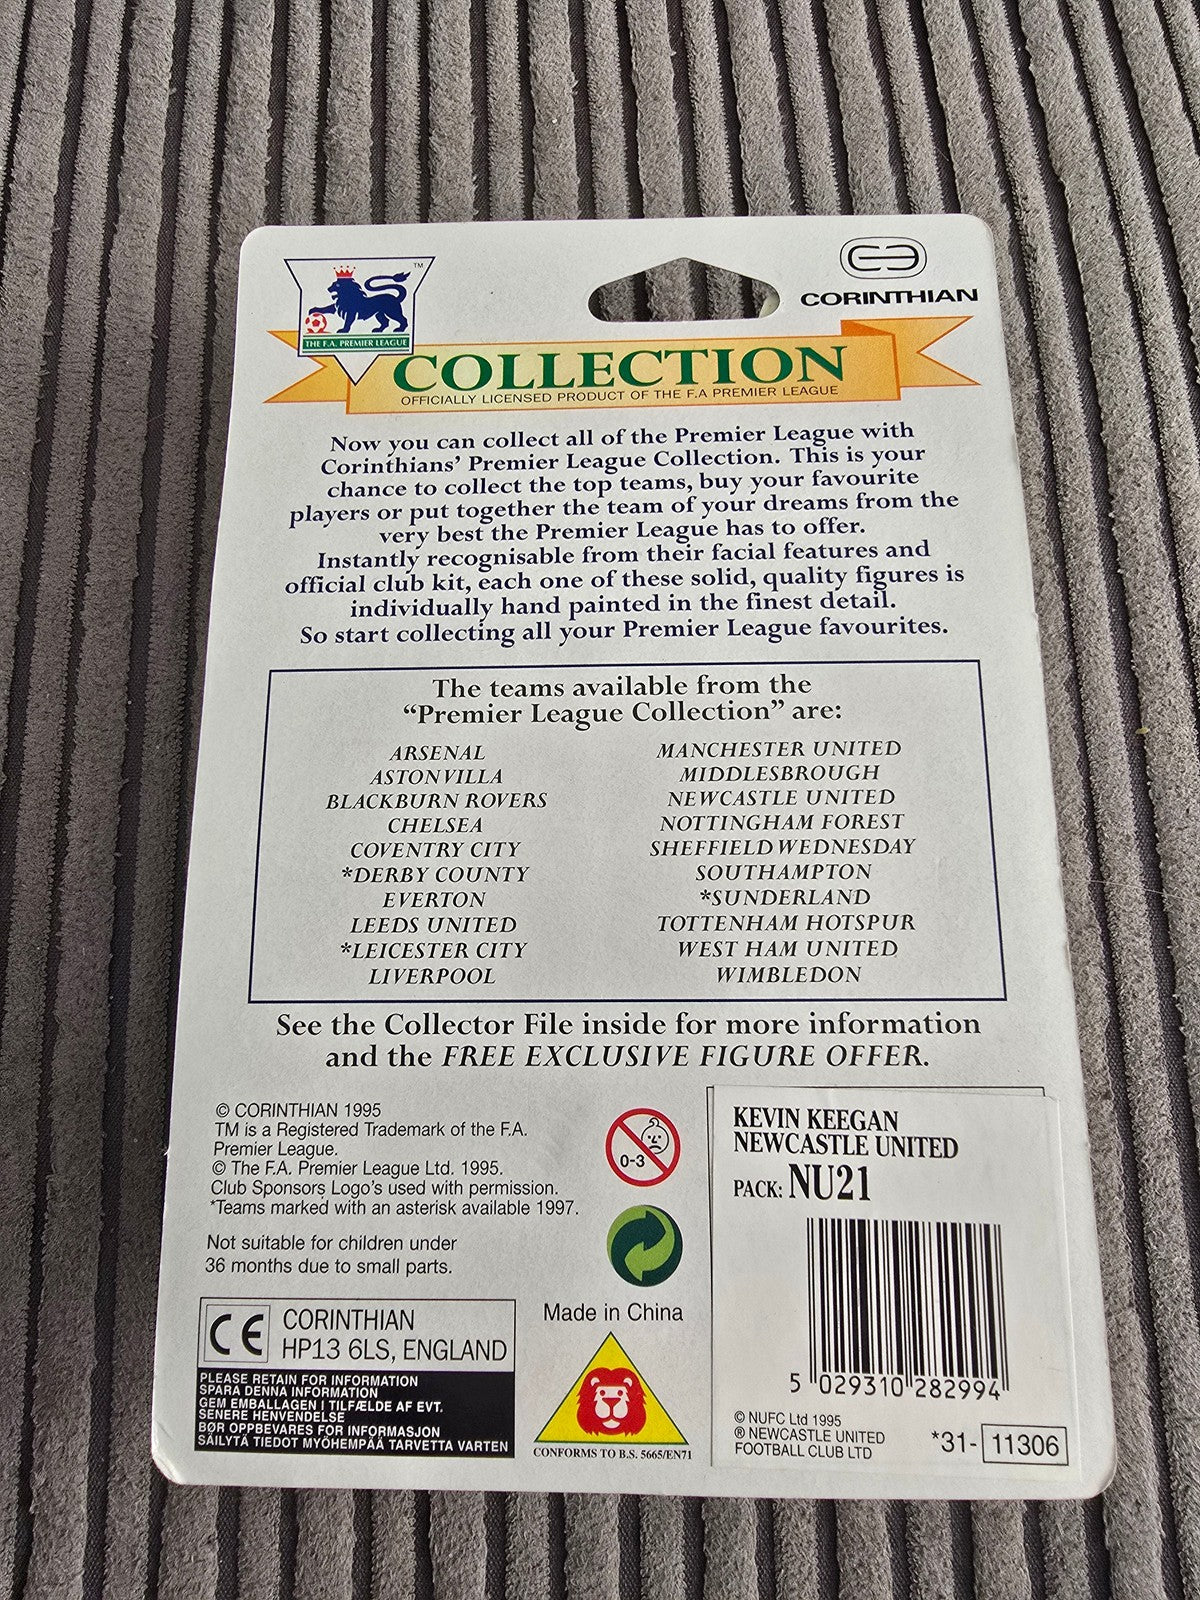 TM
THE F.A. PREMIER LEAGUE
CORINTHIAN
COLLECTION
OFFICIALLY LICENSED PRODUCT OF THE F.A PREMIER LEAGUE
Now you can collect all of the Premier League with
Corinthians' Premier League Collection. This is your
chance to collect the top teams, buy your favourite
players or put together the team of your dreams from the
very best the Premier League has to offer.
Instantly recognisable from their facial features and
official club kit, each one of these solid, quality figures is
individually hand painted in the finest detail.
So start collecting all your Premier League favourites.
The teams available from the
“Premier League Collection” are:
ARSENAL
ASTON VILLA
BLACKBURN ROVERS
CHELSEA
COVENTRY CITY
*DERBY COUNTY
EVERTON
LEEDS UNITED
*LEICESTER CITY
LIVERPOOL
MANCHESTER UNITED
MIDDLESBROUGH
NEWCASTLE UNITED
NOTTINGHAM FOREST
SHEFFIELD WEDNESDAY
SOUTHAMPTON
*SUNDERLAND
TOTTENHAM HOTSPUR
WEST HAM UNITED
WIMBLEDON
See the Collector File inside for more information
and the FREE EXCLUSIVE FIGURE OFFER.
© CORINTHIAN 1995
TM is a Registered Trademark of the F.A.
Premier League.
© The F.A. Premier League Ltd. 1995.
Club Sponsors Logo's used with permission.
*Teams marked with an asterisk available 1997.
Not suitable for children under
36 months due to small parts.
CE
CORINTHIAN
HP13 6LS, ENGLAND
PLEASE RETAIN FOR INFORMATION
SPARA DENNA INFORMATION
GEM EMBALLAGEN I TILFÆLDE AF EVT.
SENERE HENVENDELSE
BØR OPPBEVARES FOR INFORMASJON
SÄILYTÄ TIEDOT MYÖHEMPÄÄ TARVETTA VARTEN
0-3
Made in China
CONFORMS TO B.S. 5665/EN71
KEVIN KEEGAN
NEWCASTLE UNITED
PACK: NU21
5 029310 282994
© NUFC Ltd 1995
® NEWCASTLE UNITED
FOOTBALL CLUB LTD
*31- 11306